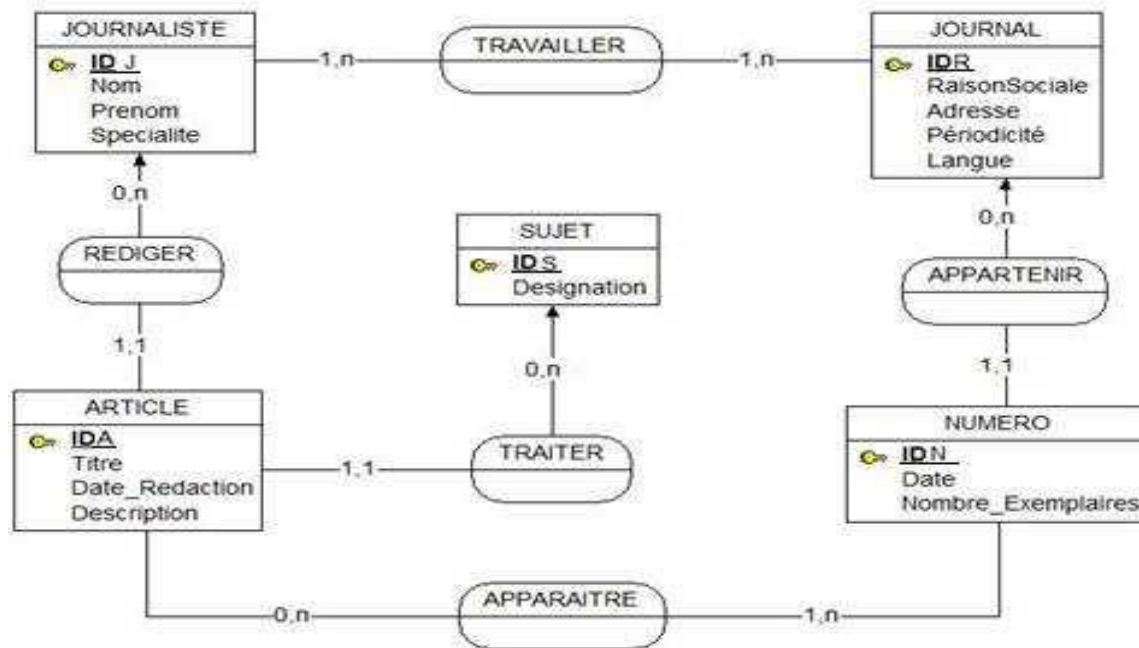 JOURNALISTE
IDJ
Nom
Prenom
Specialite
1,n
TRAVAILLER
1,n
JOURNAL
IDR
RaisonSociale
Adresse
Périodicité
Langue
0,n
REDIGER
1,1
SUJET
IDS
Designation
0,n
TRAITER
1,1
0,n
APPARTENIR
1,1
ARTICLE
IDA
Titre
Date_Redaction
Description
NUMERO
IDN
Date
Nombre_Exemplaires
0,n
APPARAITRE
1,n